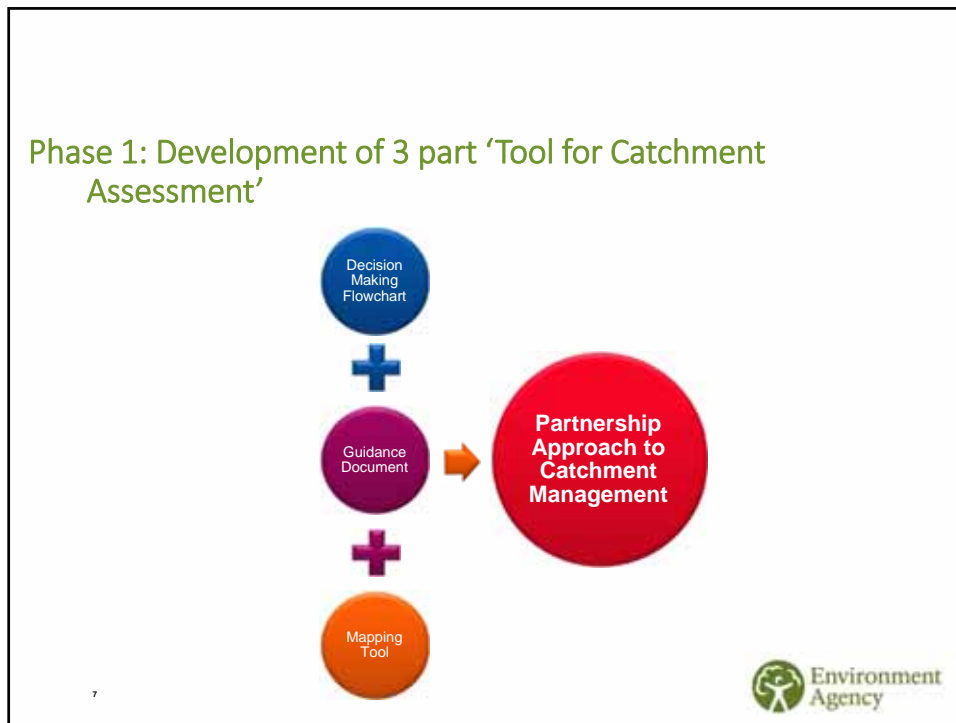 Phase 1: Development of 3 part ‘Tool for Catchment
Assessment’
Decision
Making
Flowchart
Guidance
Document
Mapping
Tool
Partnership
Approach to
Catchment
Management
7
Environment
Agency